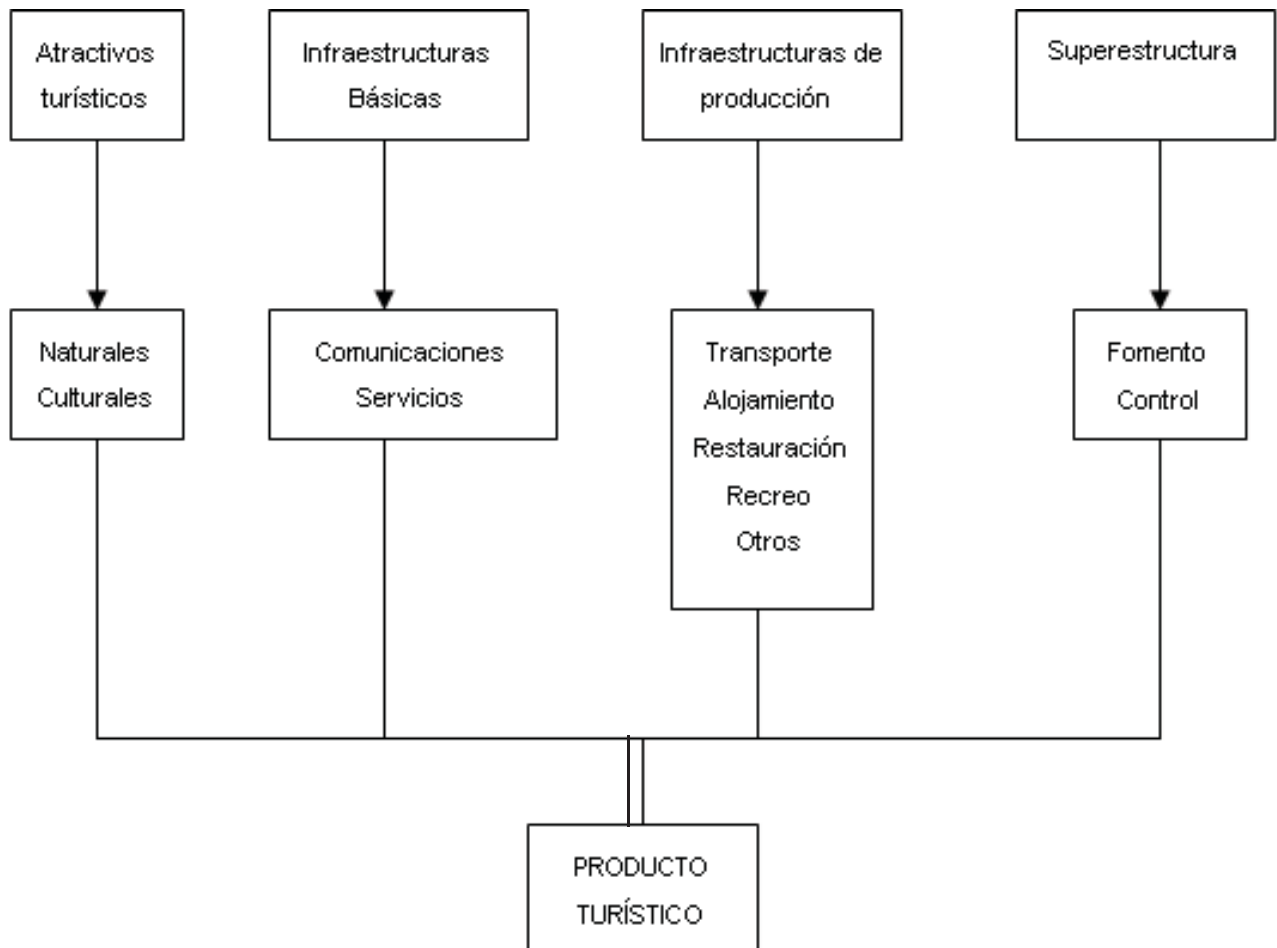 Atractivos
turísticos
Infraestructuras
Básicas
Infraestructuras de
producción
Superestructura
Naturales
Culturales
Comunicaciones
Servicios
Transporte
Alojamiento
Restauración
Recreo
Otros
Fomento
Control
PRODUCTO
TURÍSTICO